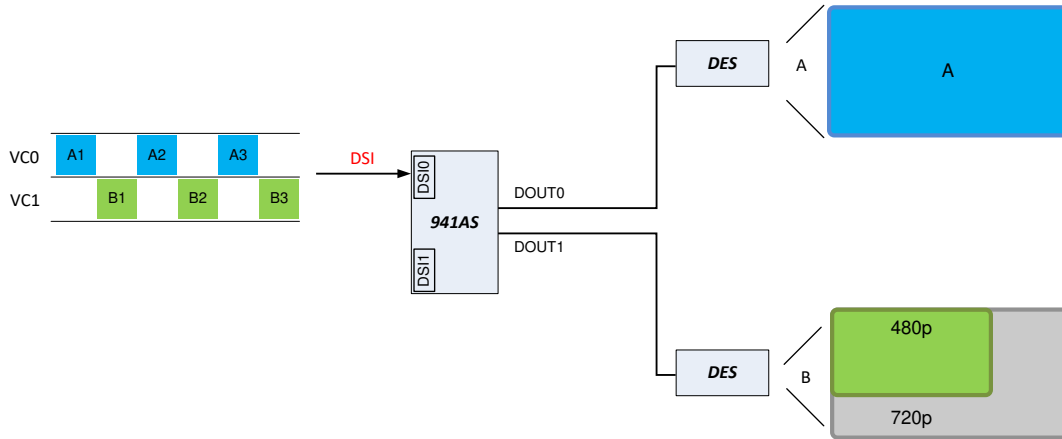 VC0 A1 A2 A3
VC1 B1 B2 B3
DSI
DSI0
941AS
DSI1
DOUT0
DOUT1
DES
A
A
DES
B
480p
720p